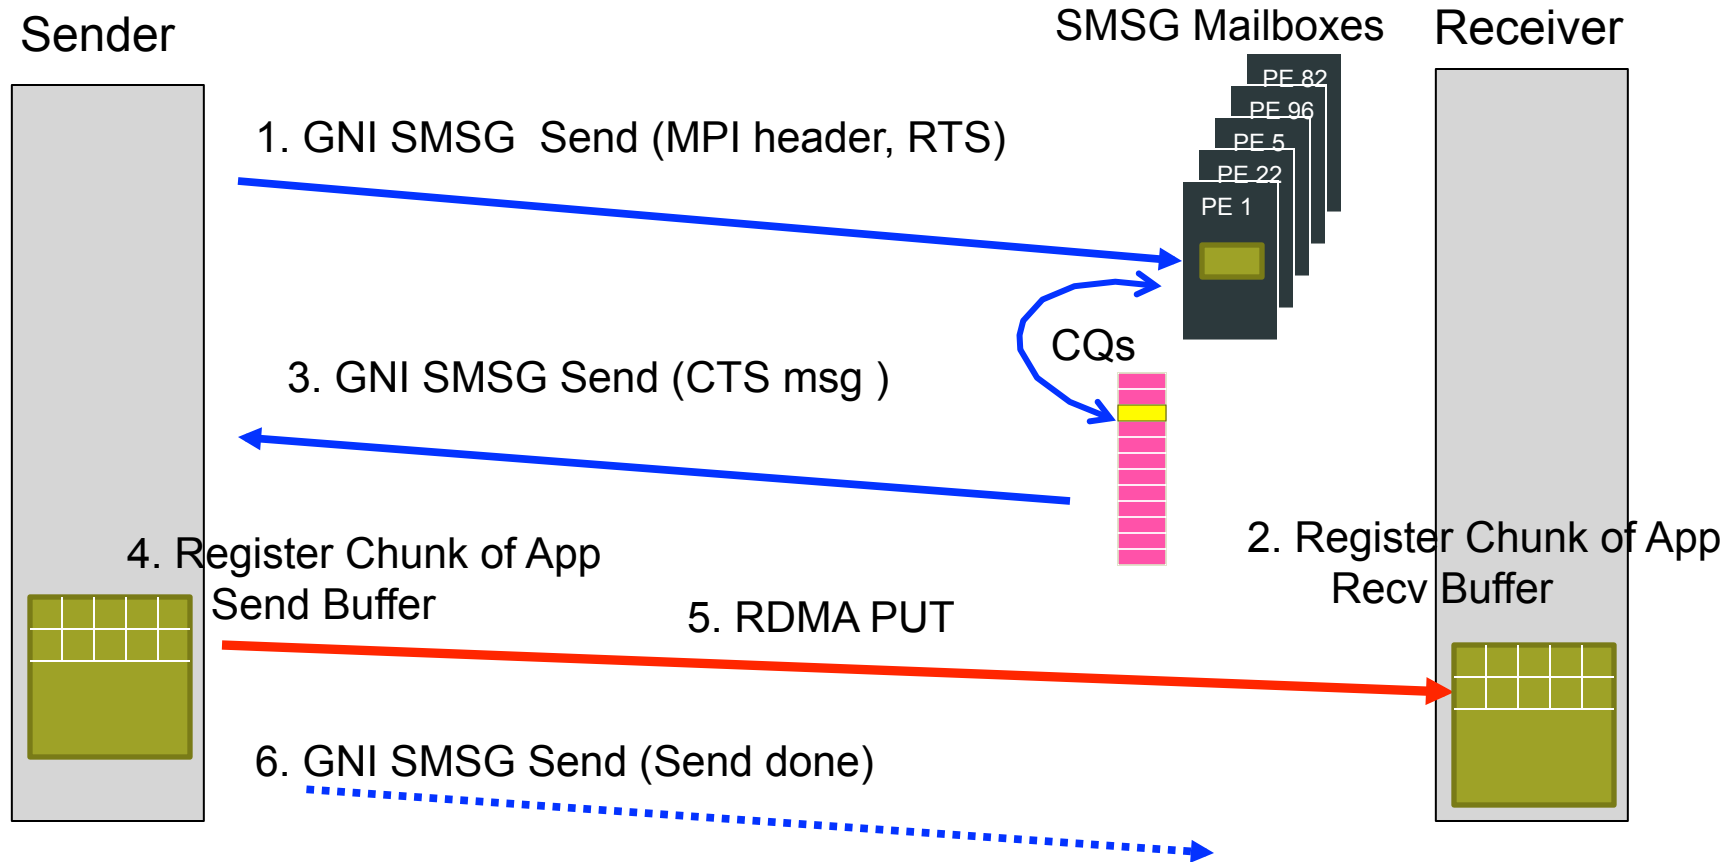 Sender
SMSG Mailboxes
Receiver
PE 82
PE 96
PE 5
PE 22
PE 1
1. GNI SMSG  Send (MPI header, RTS)
CQs
3. GNI SMSG Send (CTS msg )
2. Register Chunk of App
Recv Buffer
4. Register Chunk of App
Send Buffer
5. RDMA PUT
6. GNI SMSG Send (Send done)